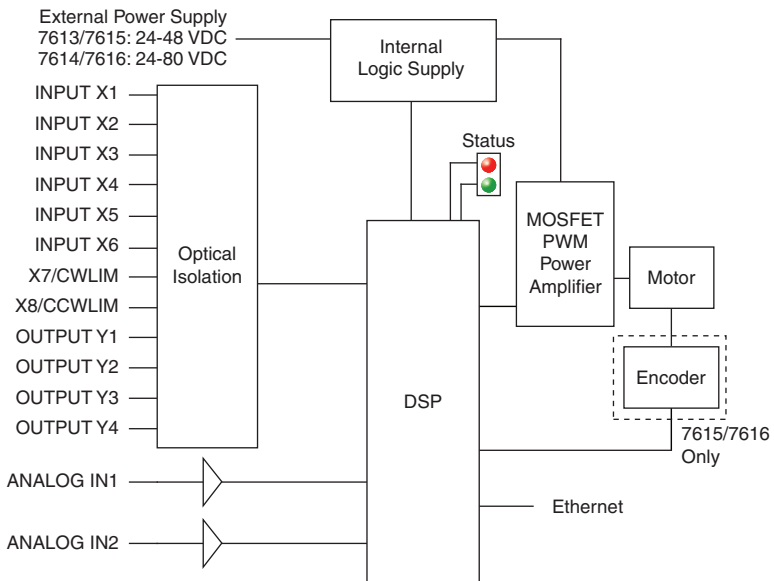 External Power Supply
7613/7615: 24-48 VDC
7614/7616: 24-80 VDC
Internal
Logic Supply
INPUT X1
INPUT X2
INPUT X3
INPUT X4
INPUT X5
INPUT X6
X7/CWLIM
X8/CCWLIM
OUTPUT Y1
OUTPUT Y2
OUTPUT Y3
OUTPUT Y4
ANALOG IN1
ANALOG IN2
Optical
Isolation
Status
DSP
MOSFET
PWM
Power
Amplifier
Motor
Encoder
7615/7616
Only
Ethernet